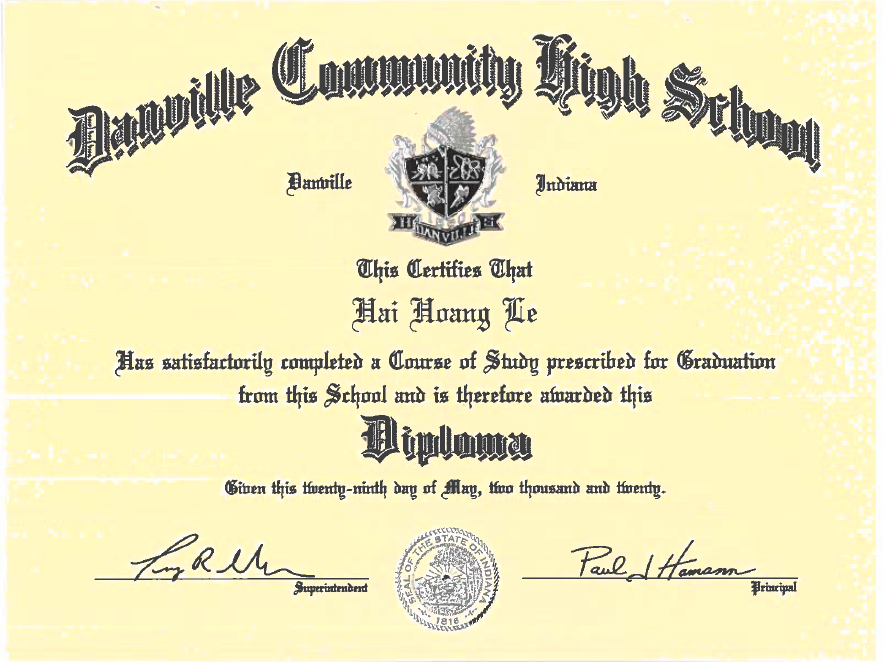 Danville Community High School
Danville Indiana
1950
H DANVILLE S
This Certifies That
Hai Hoang Le
Has satisfactorily completed a Course of Study prescribed for Graduation
from this School and is therefore awarded this
Diploma
Given this twenty-ninth day of May, two thousand and twenty.
SEAL OF THE STATE OF INDIANA
1816
Paul J Hamann
Superintendent
Principal